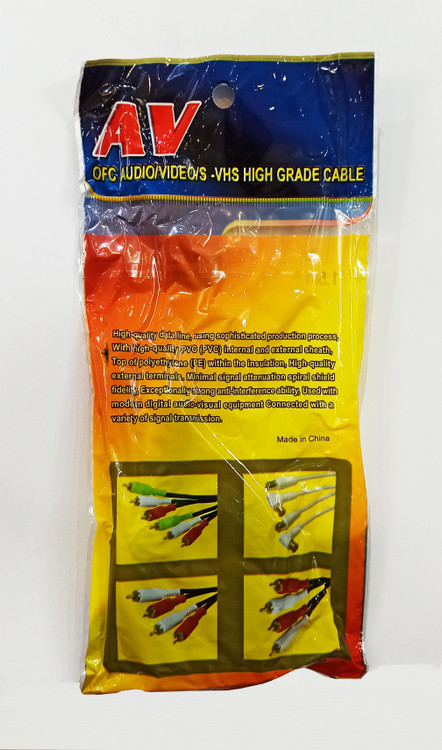 AV
OFC AUDIO/VIDEO/S -VHS HIGH GRADE CABLE
High-quality data line, using sophisticated production process,
With high-quality PVC (PVC) internal and external sheath,
Top of polyethylene (PE) within the insulation, High-quality
external terminals, Minimal signal attenuation spiral shield
fidelity, Exceptionally strong anti-interference ability, Used with
modern digital audio-visual equipment Connected with a
variety of signal transmission.
Made in China